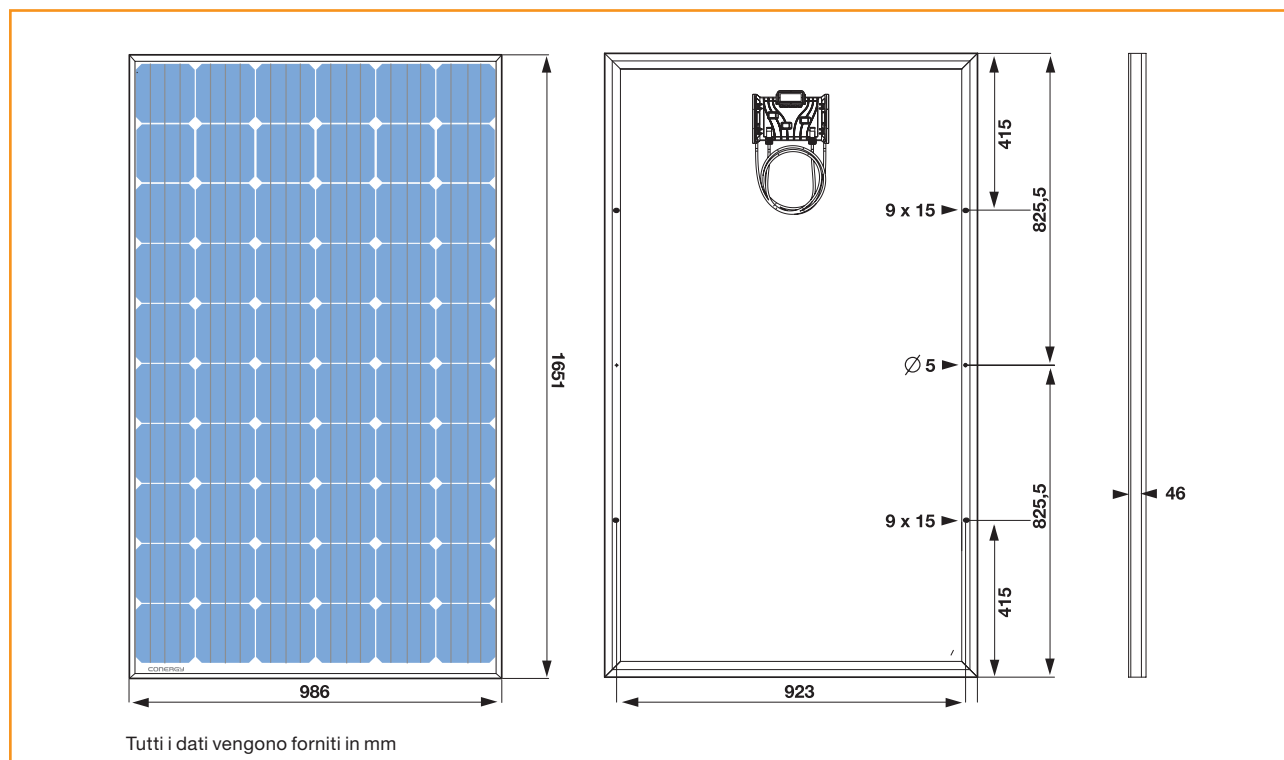 1651
986
CONERGY
415
825,5
9 x 15
∅ 5
825,5
9 x 15
415
923
46
Tutti i dati vengono forniti in mm